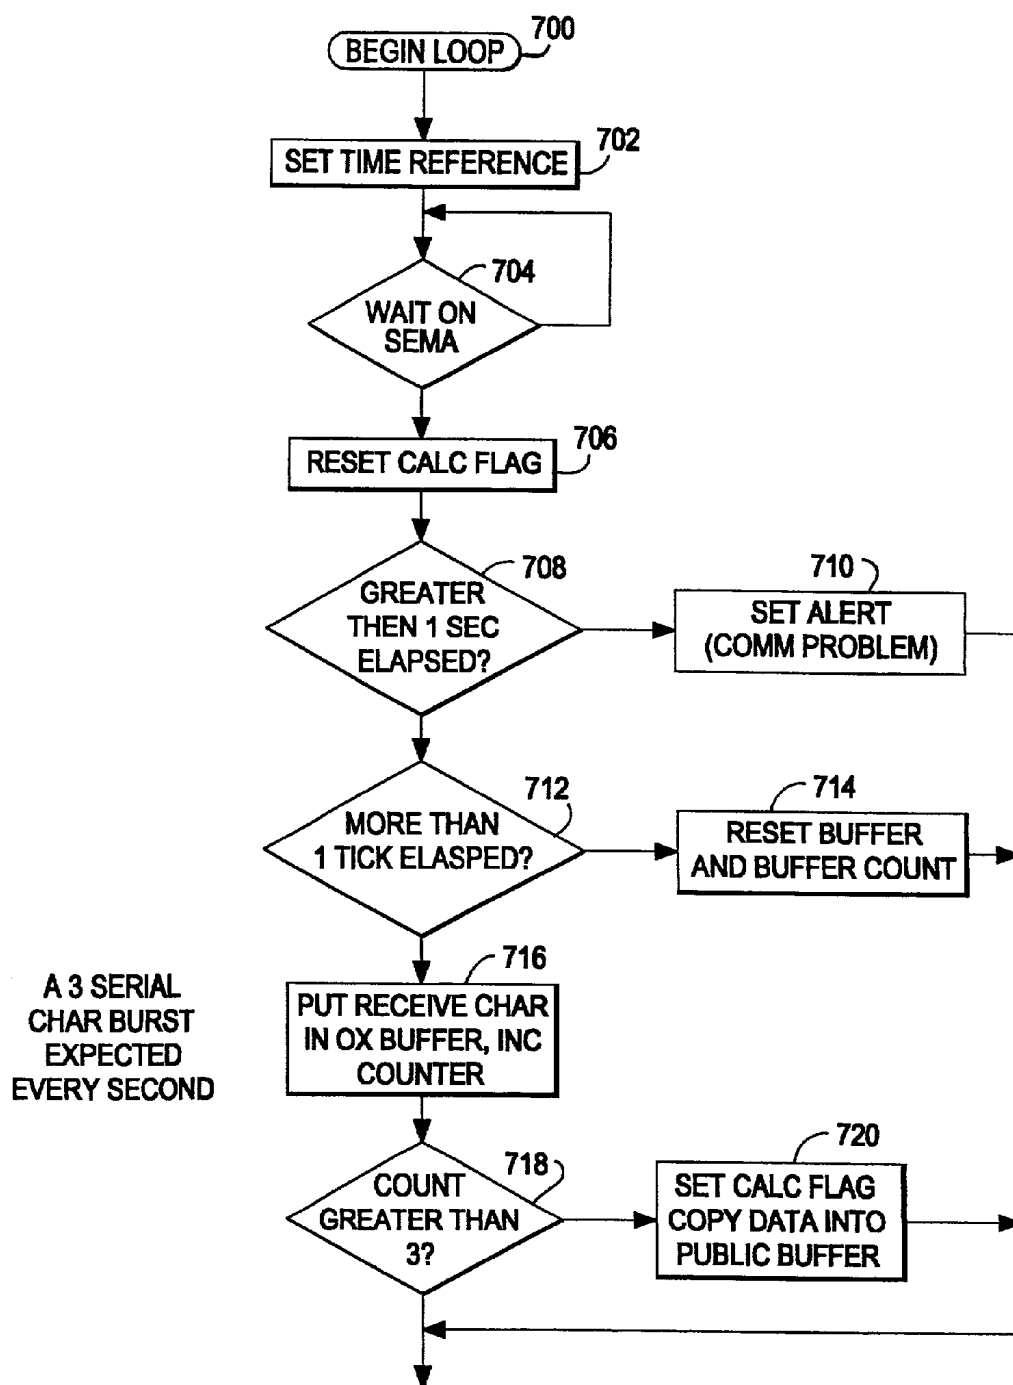 BEGIN LOOP
700
SET TIME REFERENCE
702
WAIT ON
SEMA
704
RESET CALC FLAG
706
GREATER
THEN 1 SEC
ELAPSED?
708
SET ALERT
(COMM PROBLEM)
710
MORE THAN
1 TICK ELASPED?
712
RESET BUFFER
AND BUFFER COUNT
714
A 3 SERIAL
CHAR BURST
EXPECTED
EVERY SECOND
PUT RECEIVE CHAR
IN OX BUFFER, INC
COUNTER
716
COUNT
GREATER THAN
3?
718
SET CALC FLAG
COPY DATA INTO
PUBLIC BUFFER
720